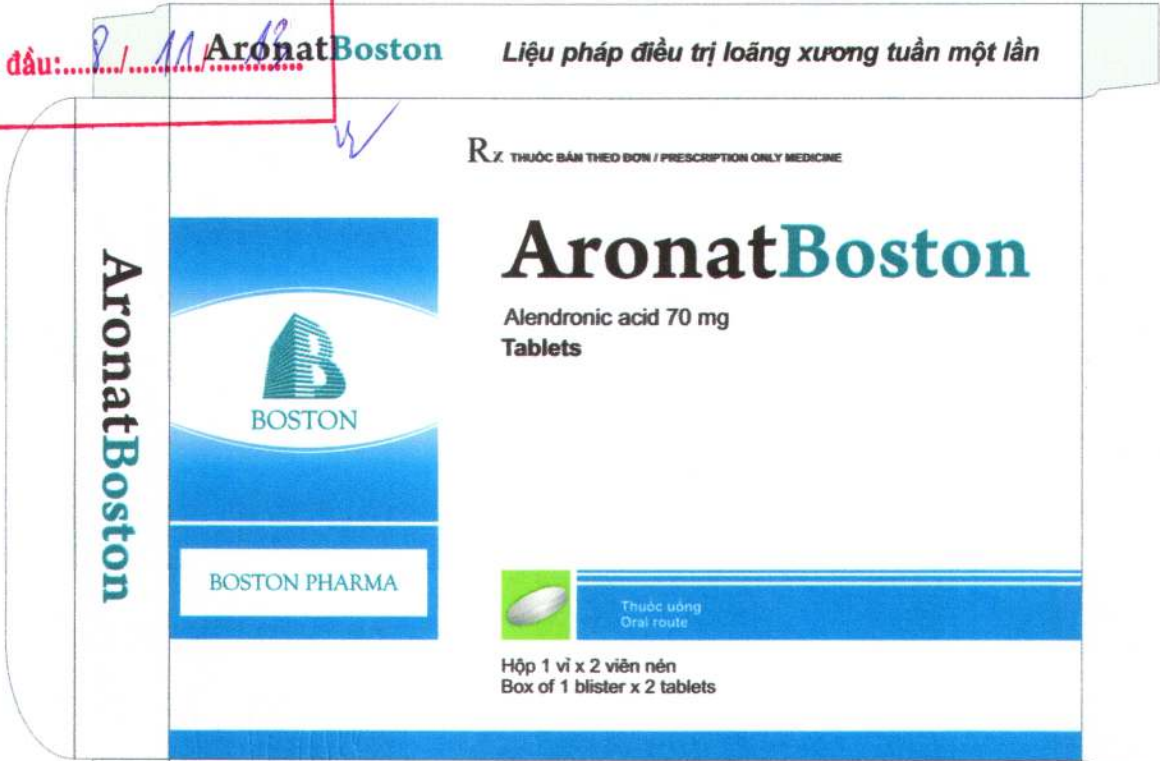 đầu:......8../....11../....13......
AronatBoston
Liệu pháp điều trị loãng xương tuần một lần
Rx THUỐC BÁN THEO ĐƠN / PRESCRIPTION ONLY MEDICINE
AronatBoston
Alendronic acid 70 mg
Tablets
AronatBoston
B
BOSTON
BOSTON PHARMA
Thuốc uống
Oral route
Hộp 1 vỉ x 2 viên nén
Box of 1 blister x 2 tablets